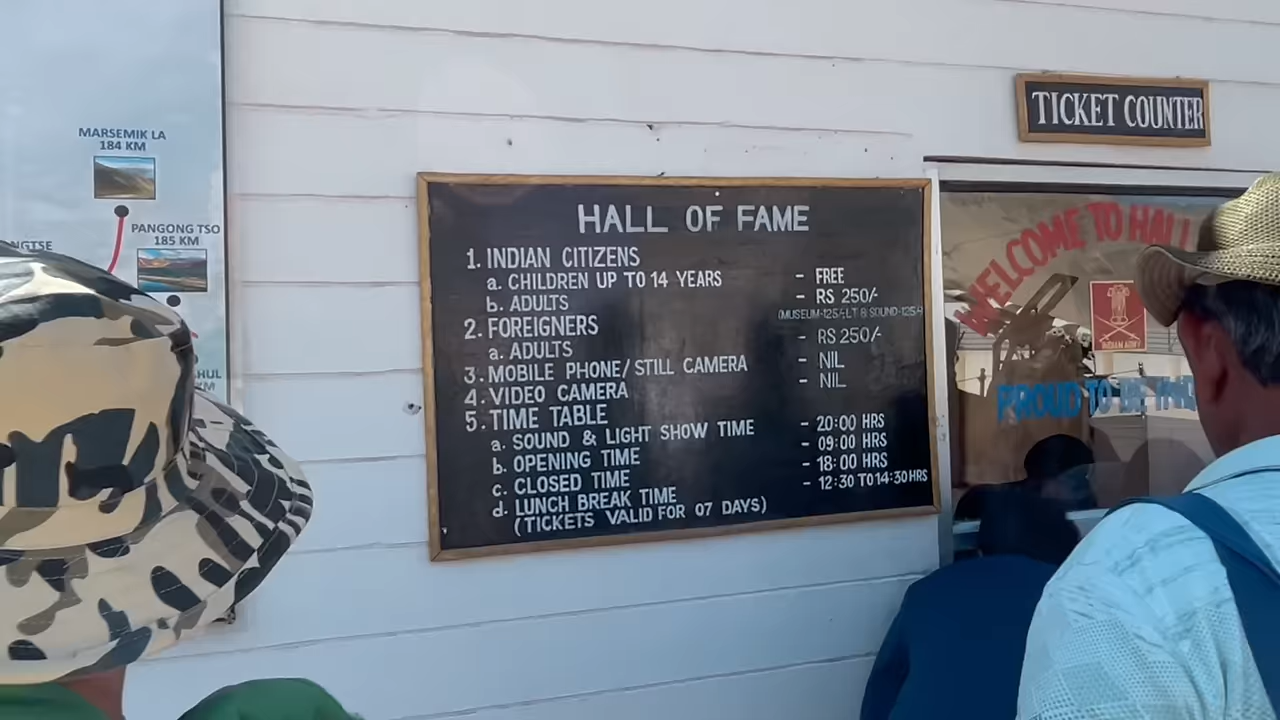 MARSEMIK LA
184 KM
PANGONG TSO
185 KM
HALL OF FAME
1. INDIAN CITIZENS
a. CHILDREN UP TO 14 YEARS - FREE
b. ADULTS - RS 250/-
(MUSEUM-125/-, LT & SOUND-125/-)
2. FOREIGNERS
a. ADULTS - RS 250/-
3. MOBILE PHONE/STILL CAMERA - NIL
4. VIDEO CAMERA - NIL
5. TIME TABLE
a. SOUND & LIGHT SHOW TIME - 20:00 HRS
b. OPENING TIME - 09:00 HRS
c. CLOSED TIME - 18:00 HRS
d. LUNCH BREAK TIME - 12:30 TO 14:30 HRS
(TICKETS VALID FOR 07 DAYS)
TICKET COUNTER
WELCOME TO HALL
INDIAN ARMY
PROUD TO BE